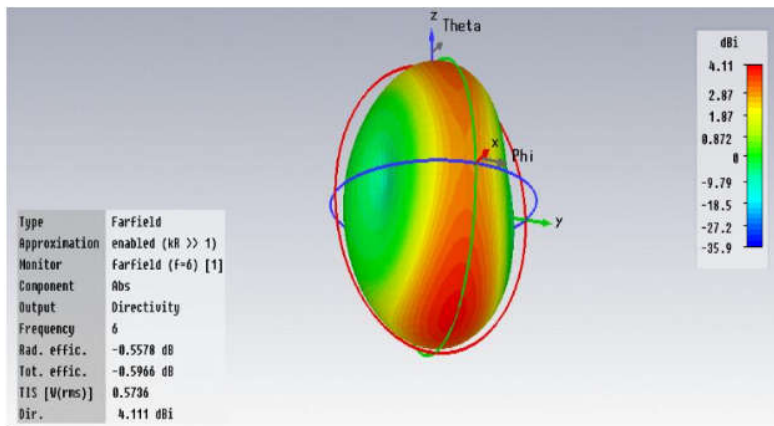 z
Theta
x
Phi
y
dBi
4.11
2.87
1.87
0.872
0
-9.79
-18.5
-27.2
-35.9
Type Farfield
Approximation enabled (kR >> 1)
Monitor farfield (f=6) [1]
Component Abs
Output Directivity
Frequency 6
Rad. effic. -0.5578 dB
Tot. effic. -0.5966 dB
TIS [V(rms)] 0.5736
Dir. 4.111 dBi